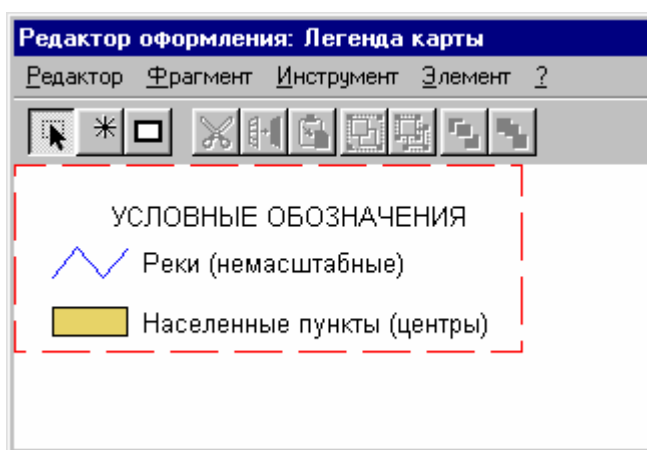 Редактор оформления: Легенда карты
Редактор Фрагмент Инструмент Элемент ?
УСЛОВНЫЕ ОБОЗНАЧЕНИЯ
Реки (немасштабные)
Населенные пункты (центры)